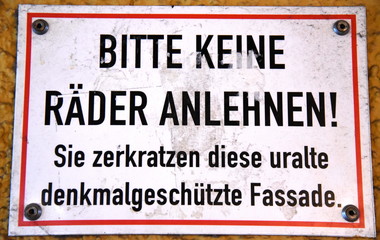 BITTE KEINE
RÄDER ANLEHNEN!
Sie zerkratzen diese uralte
denkmalgeschützte Fassade.